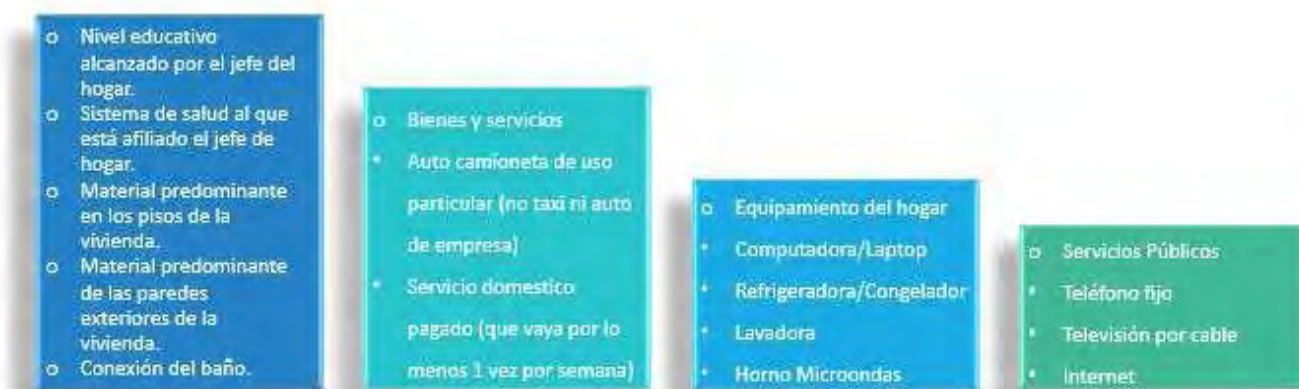 o Nivel educativo
alcanzado por el jefe del
hogar.
o Sistema de salud al que
está afiliado el jefe de
hogar.
o Material predominante
en los pisos de la
vivienda.
o Material predominante
de las paredes
exteriores de la
vivienda.
o Conexión del baño.
o Bienes y servicios
• Auto camioneta de uso
particular (no taxi ni auto
de empresa)
• Servicio domestico
pagado (que vaya por lo
menos 1 vez por semana)
o Equipamiento del hogar
• Computadora/Laptop
• Refrigeradora/Congelador
• Lavadora
• Horno Microondas
o Servicios Públicos
• Teléfono fijo
• Televisión por cable
• Internet